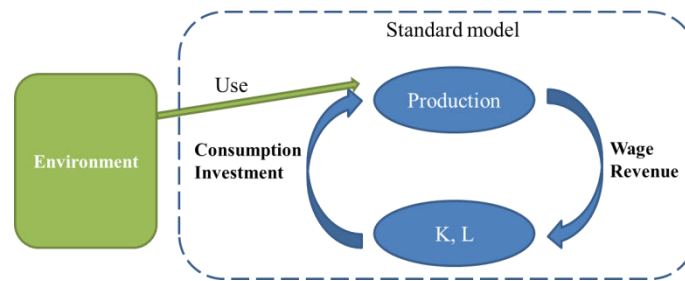 Standard model
Use
Production
Environment
Consumption
Investment
Wage
Revenue
K, L